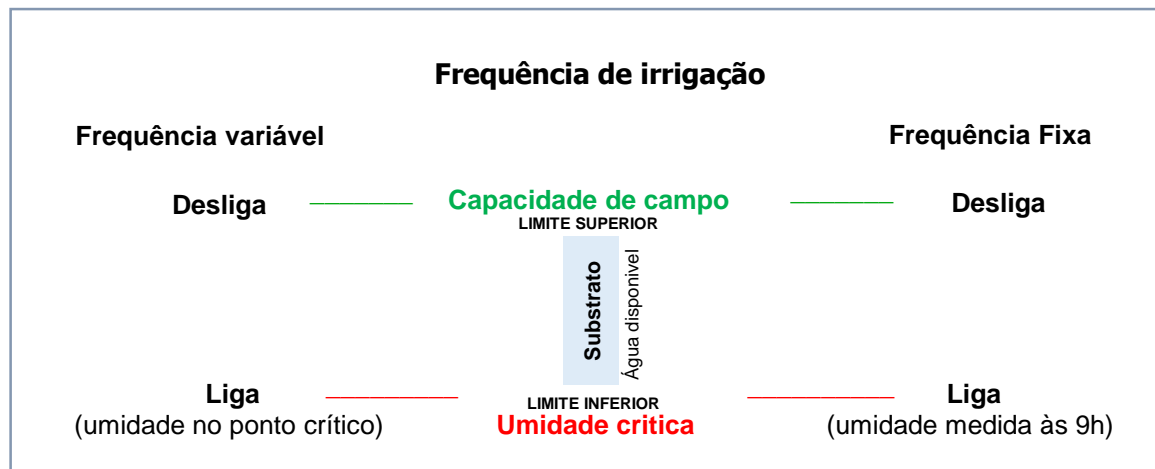 Frequência de irrigação
Frequência variável
Frequência Fixa
Desliga
Capacidade de campo
Desliga
LIMITE SUPERIOR
Substrato
Água disponivel
Liga
LIMITE INFERIOR
Liga
(umidade no ponto crítico)
Umidade critica
(umidade medida às 9h)